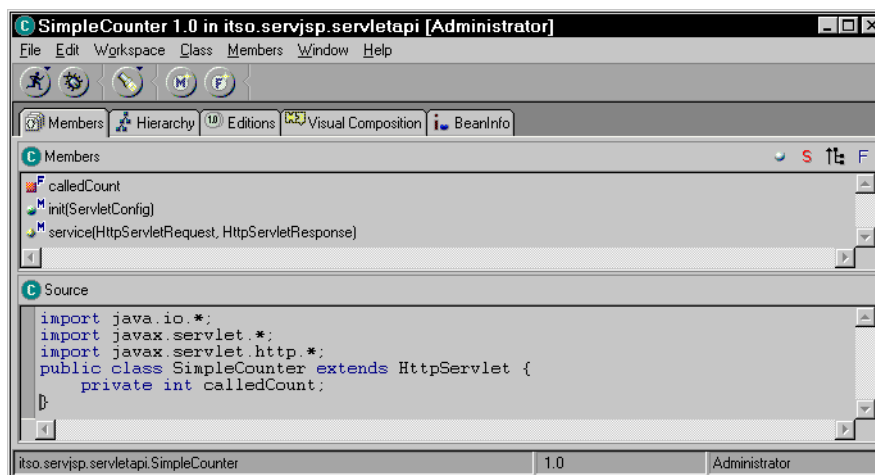 SimpleCounter 1.0 in itso.servjsp.servletapi [Administrator]
File Edit Workspace Class Members Window Help
M F
Members Hierarchy 1.0 Editions Visual Composition i BeanInfo
C Members S F
F calledCount
M init(ServletConfig)
M service(HttpServletRequest, HttpServletResponse)
C Source
import java.io.*;
import javax.servlet.*;
import javax.servlet.http.*;
public class SimpleCounter extends HttpServlet {
private int calledCount;
}
itso.servjsp.servletapi.SimpleCounter 1.0 Administrator